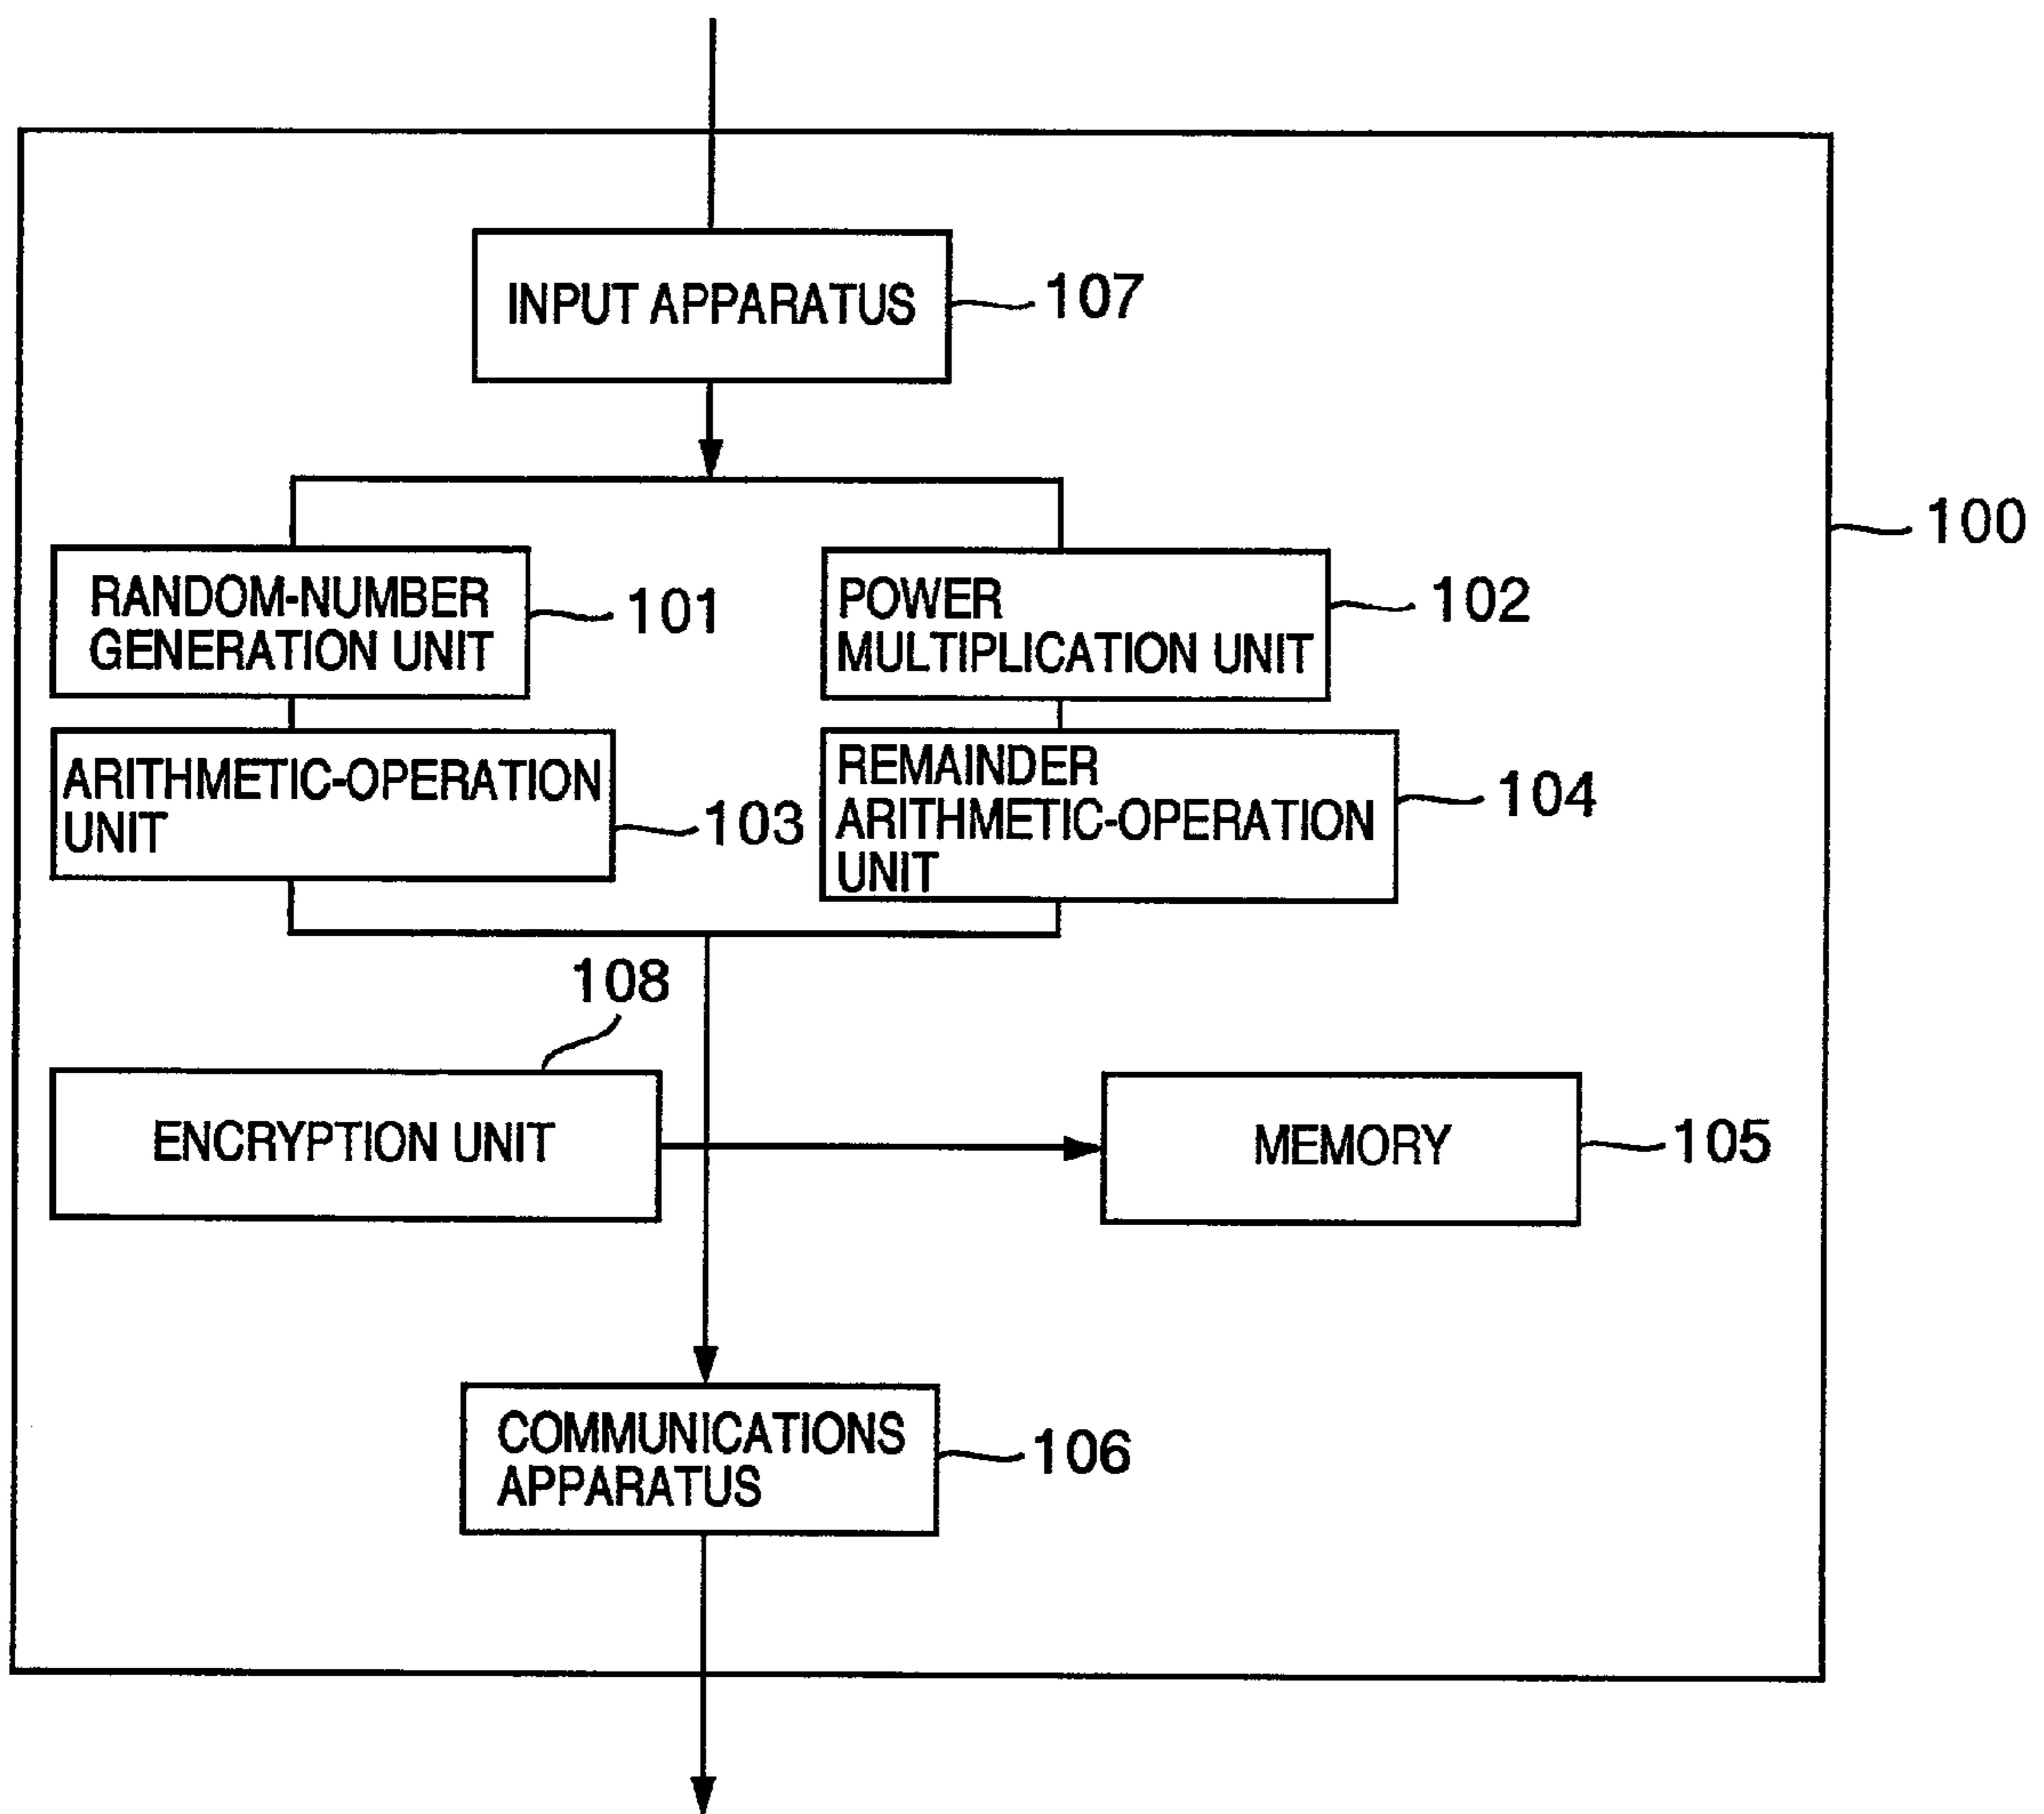 INPUT APPARATUS
107
100
RANDOM-NUMBER
GENERATION UNIT
101
POWER
MULTIPLICATION UNIT
102
ARITHMETIC-OPERATION
UNIT
103
REMAINDER
ARITHMETIC-OPERATION
UNIT
104
108
ENCRYPTION UNIT
MEMORY
105
COMMUNICATIONS
APPARATUS
106